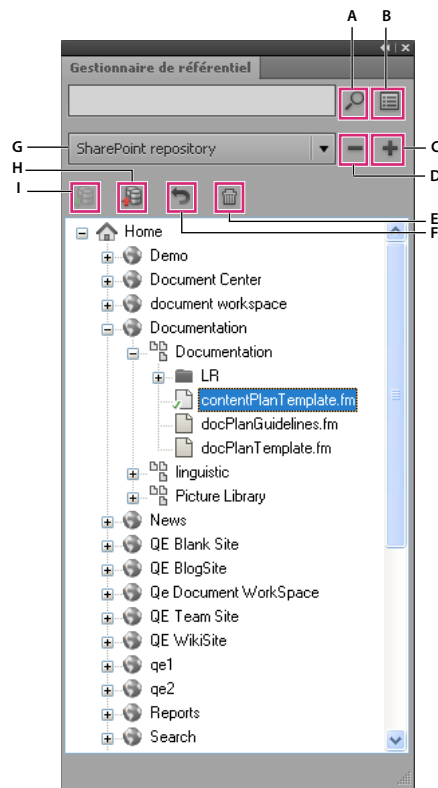 A
B
Gestionnaire de référentiel
G
SharePoint repository
C
D
H
I
E
F
Home
Demo
Document Center
document workspace
Documentation
Documentation
LR
contentPlanTemplate.fm
docPlanGuidelines.fm
docPlanTemplate.fm
linguistic
Picture Library
News
QE Blank Site
QE BlogSite
Qe Document WorkSpace
QE Team Site
QE WikiSite
qe1
qe2
Reports
Search